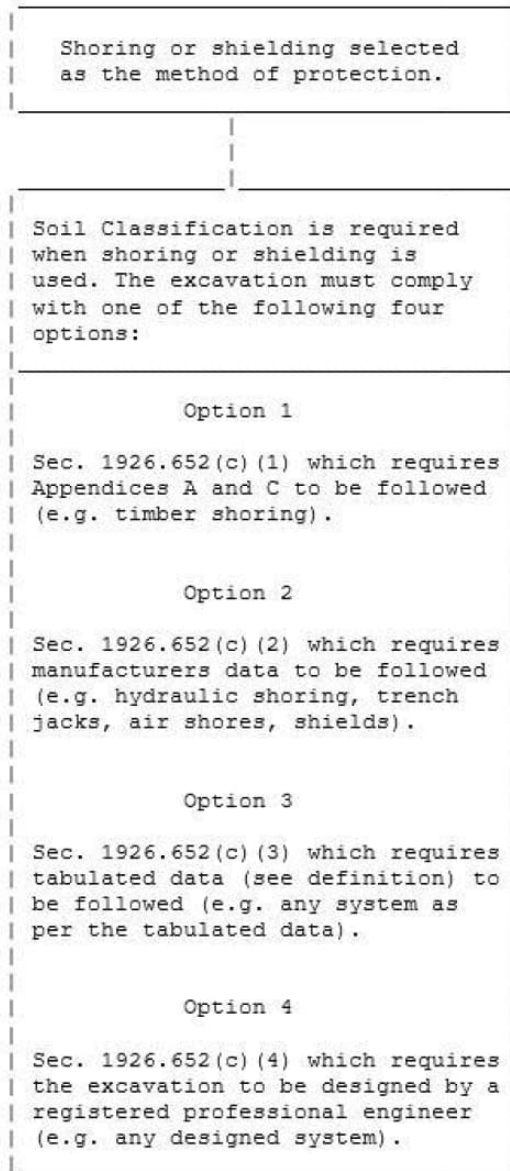 Shoring or shielding selected
as the method of protection.
Soil Classification is required
when shoring or shielding is
used. The excavation must comply
with one of the following four
options:
Option 1
Sec. 1926.652(c)(1) which requires
Appendices A and C to be followed
(e.g. timber shoring).
Option 2
Sec. 1926.652(c)(2) which requires
manufacturers data to be followed
(e.g. hydraulic shoring, trench
jacks, air shores, shields).
Option 3
Sec. 1926.652(c)(3) which requires
tabulated data (see definition) to
be followed (e.g. any system as
per the tabulated data).
Option 4
Sec. 1926.652(c)(4) which requires
the excavation to be designed by a
registered professional engineer
(e.g. any designed system).